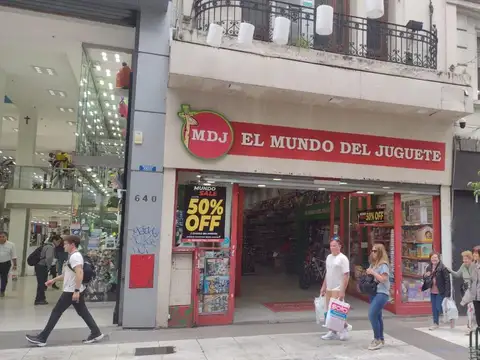 MDJ
EL MUNDO DEL JUGUETE
640
MUNDO
SALE
50%
OFF
50% OFF